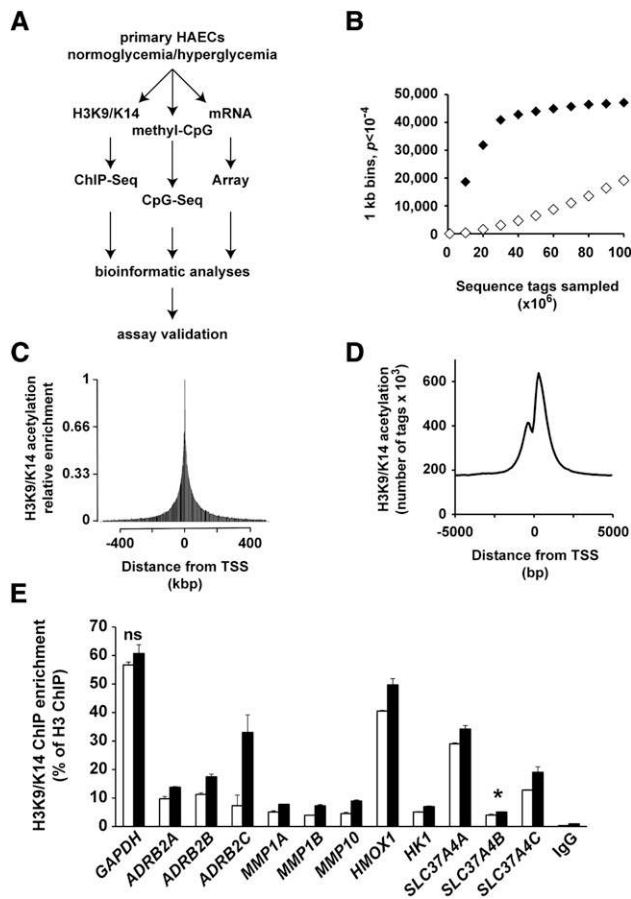 A
primary HAECs
normoglycemia/hyperglycemia
H3K9/K14
methyl-CpG
mRNA
ChIP-Seq
CpG-Seq
Array
bioinformatic analyses
assay validation
B
1 kb bins, p<10⁻⁴
50,000
40,000
30,000
20,000
10,000
0
20
40
60
80
100
Sequence tags sampled
(x10⁶)
C
H3K9/K14 acetylation
relative enrichment
1
0.66
0.33
0
-400
0
400
Distance from TSS
(kbp)
D
H3K9/K14 acetylation
(number of tags x 10³)
600
400
200
0
-5000
0
5000
Distance from TSS
(bp)
E
H3K9/K14 ChIP enrichment
(% of H3 ChIP)
70
60
50
40
30
20
10
0
ns
*
GAPDH
ADRB2A
ADRB2B
ADRB2C
MMP1A
MMP1B
MMP10
HMOX1
HK1
SLC37A4A
SLC37A4B
SLC37A4C
IgG